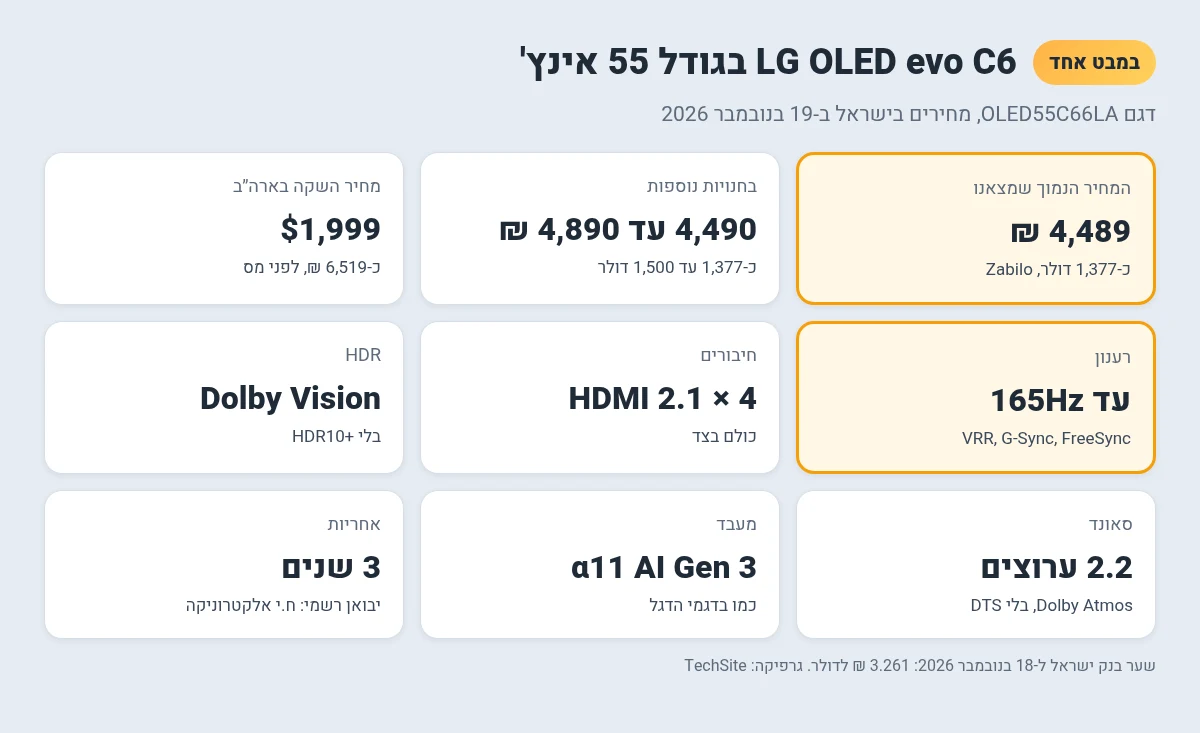 במבט אחד
LG OLED evo C6 בגודל 55 אינץ'
דגם OLED55C66LA, מחירים בישראל ב-19 בנובמבר 2026
המחיר הנמוך שמצאנו
4,489 ₪
כ-1,377 דולר, Zabilo
בחנויות נוספות
4,490 עד 4,890 ₪
כ-1,377 עד 1,500 דולר
מחיר השקה בארה"ב
$1,999
כ-6,519 ₪, לפני מס
רענון
עד 165Hz
VRR, G-Sync, FreeSync
חיבורים
4 × HDMI 2.1
כולם בצד
HDR
Dolby Vision
בלי HDR10+
סאונד
2.2 ערוצים
Dolby Atmos, בלי DTS
מעבד
α11 AI Gen 3
כמו בדגמי הדגל
אחריות
3 שנים
יבואן רשמי: ח.י אלקטרוניקה
שער בנק ישראל ל-18 בנובמבר 2026: 3.261 ₪ לדולר. גרפיקה: TechSite